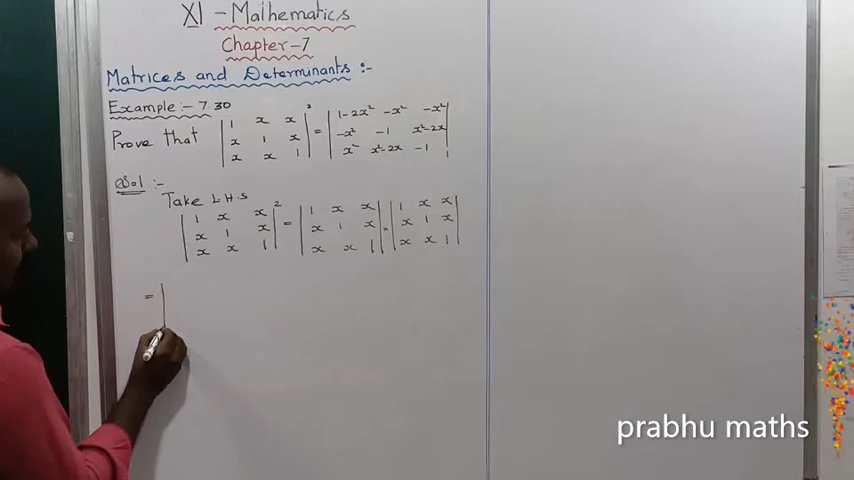 XI - Mathematics
Chapter - 7
Matrices and Determinants :-
Example :- 7.30
Prove that | 1 x x |² = | 1-2x² -x² -x² |
| x 1 x | | -x² -1 x²-2x |
| x x 1 | | x² x²-2x -1 |
Sol :-
Take L.H.S
| 1 x x |² = | 1 x x | . | 1 x x |
| x 1 x | | x 1 x | | x 1 x |
| x x 1 | | x x 1 | | x x 1 |
= |
prabhu maths